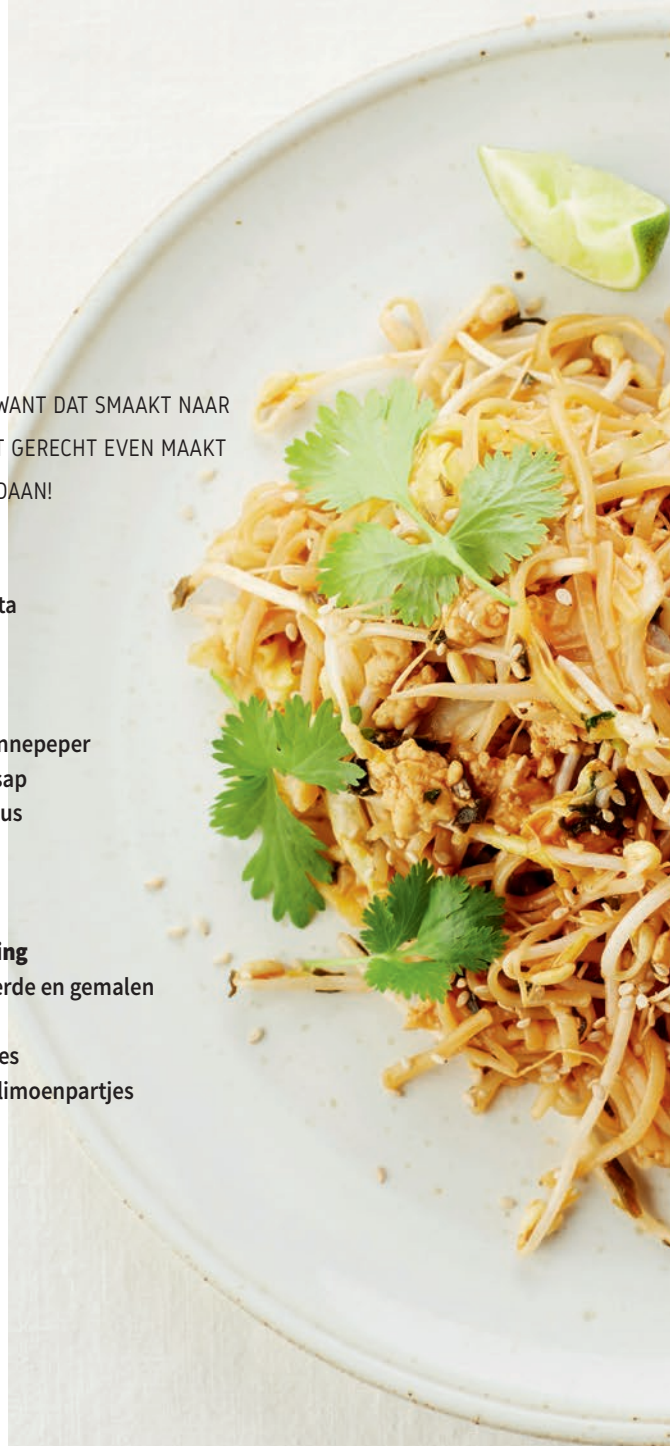 WANT DAT SMAAKT NAAR
T GERECHT EVEN MAAKT
DAAN!
ta
nnepeper
sap
us
ing
erde en gemalen
es
limoenpartjes